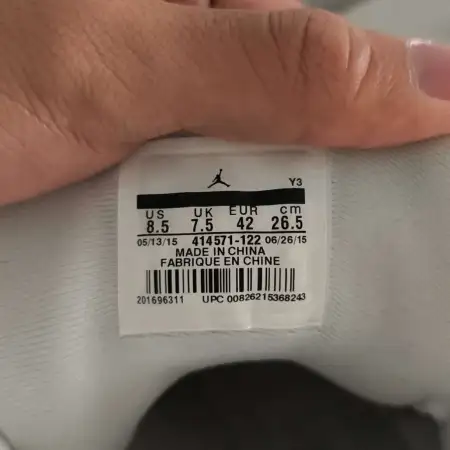 Y3
US UK EUR cm
8.5 7.5 42 26.5
05/13/15 414571-122 06/26/15
MADE IN CHINA
FABRIQUE EN CHINE
201696311 UPC 00826215368243